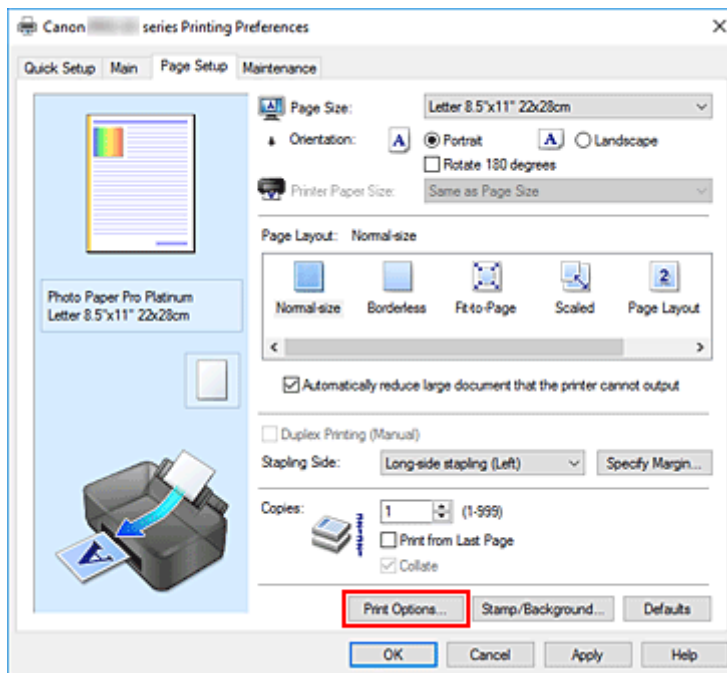 Canon series Printing Preferences
Quick Setup Main Page Setup Maintenance
Page Size: Letter 8.5"x11" 22x28cm
Orientation: A Portrait A Landscape
Rotate 180 degrees
Printer Paper Size: Same as Page Size
Page Layout: Normal-size
2
Normal-size Borderless Fit-to-Page Scaled Page Layout
Photo Paper Pro Platinum
Letter 8.5"x11" 22x28cm
Automatically reduce large document that the printer cannot output
Duplex Printing (Manual)
Stapling Side: Long-side stapling (Left) Specify Margin...
Copies: 1 (1-999)
Print from Last Page
Collate
A
Print Options... Stamp/Background... Defaults
OK Cancel Apply Help